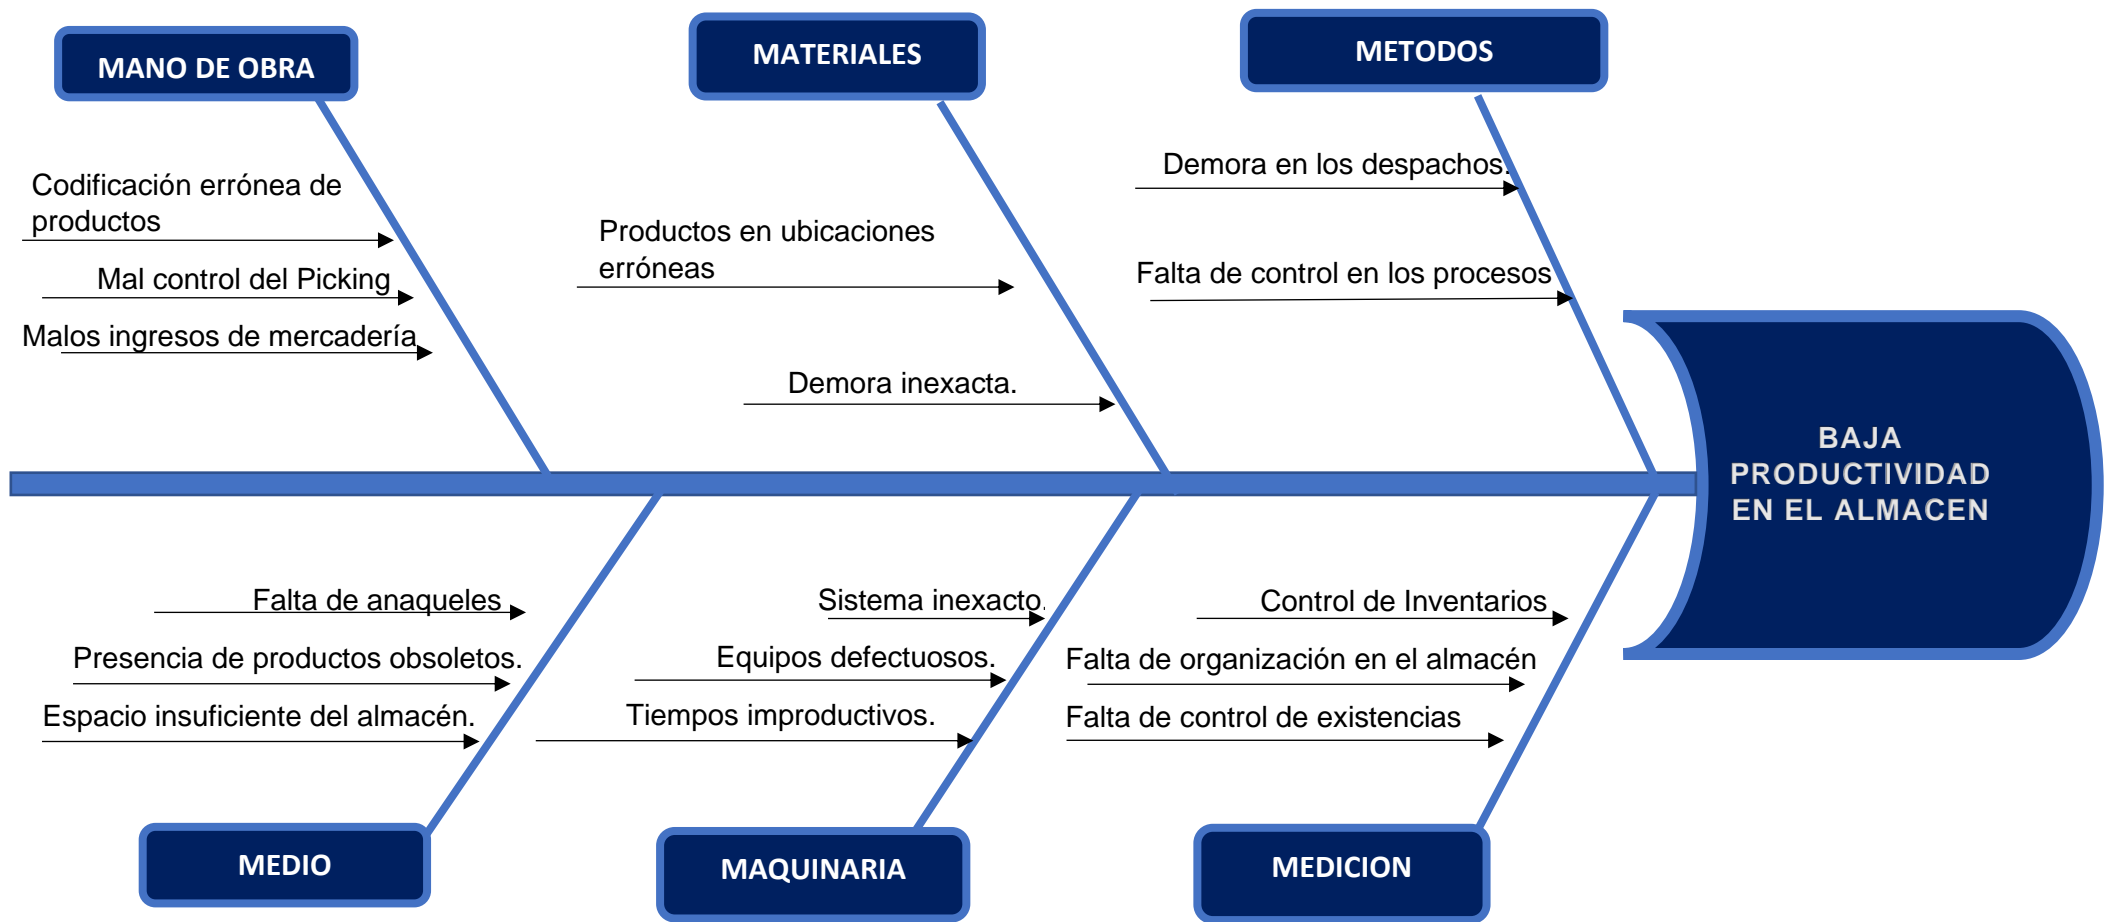 MANO DE OBRA
MATERIALES
METODOS
Codificación errónea de
productos
Mal control del Picking
Malos ingresos de mercadería
Productos en ubicaciones
erróneas
Demora inexacta.
Demora en los despachos.
Falta de control en los procesos
BAJA
PRODUCTIVIDAD
EN EL ALMACEN
Falta de anaqueles
Presencia de productos obsoletos.
Espacio insuficiente del almacén.
Sistema inexacto.
Equipos defectuosos.
Tiempos improductivos.
Control de Inventarios
Falta de organización en el almacén
Falta de control de existencias
MEDIO
MAQUINARIA
MEDICION